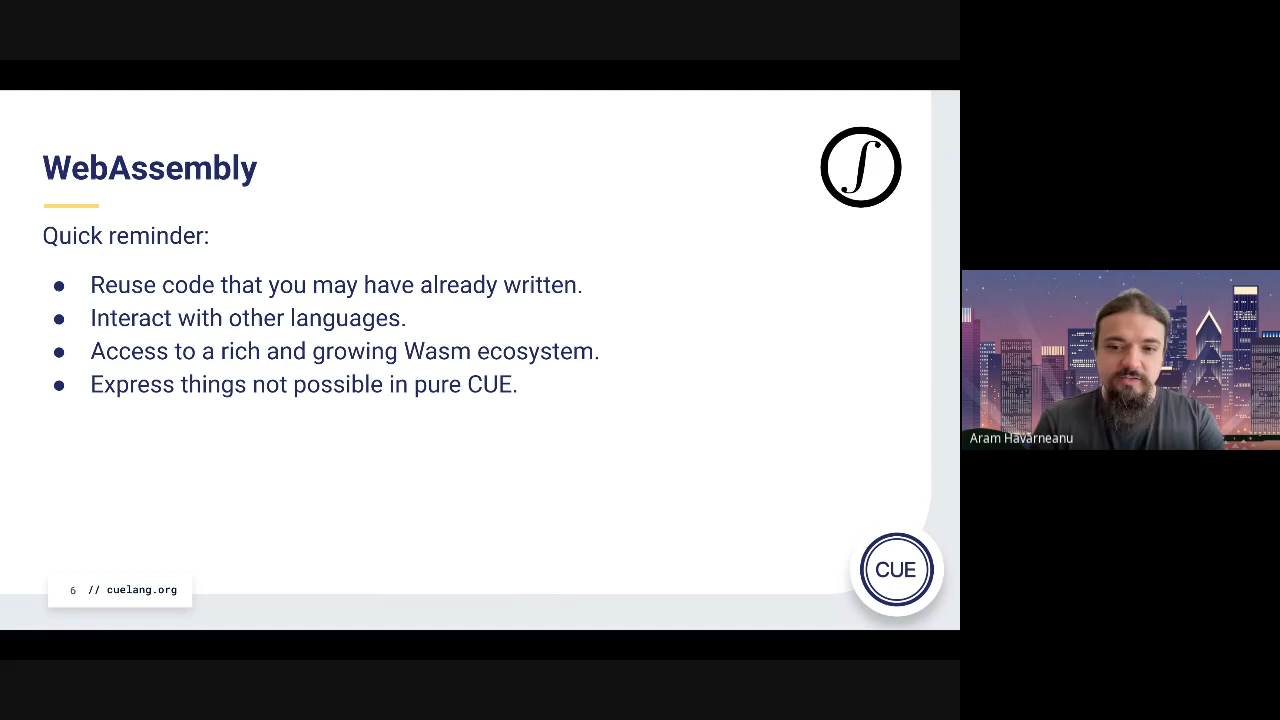 WebAssembly
Quick reminder:
● Reuse code that you may have already written.
● Interact with other languages.
● Access to a rich and growing Wasm ecosystem.
● Express things not possible in pure CUE.
6 // cuelang.org
CUE
Aram Hăvărneanu